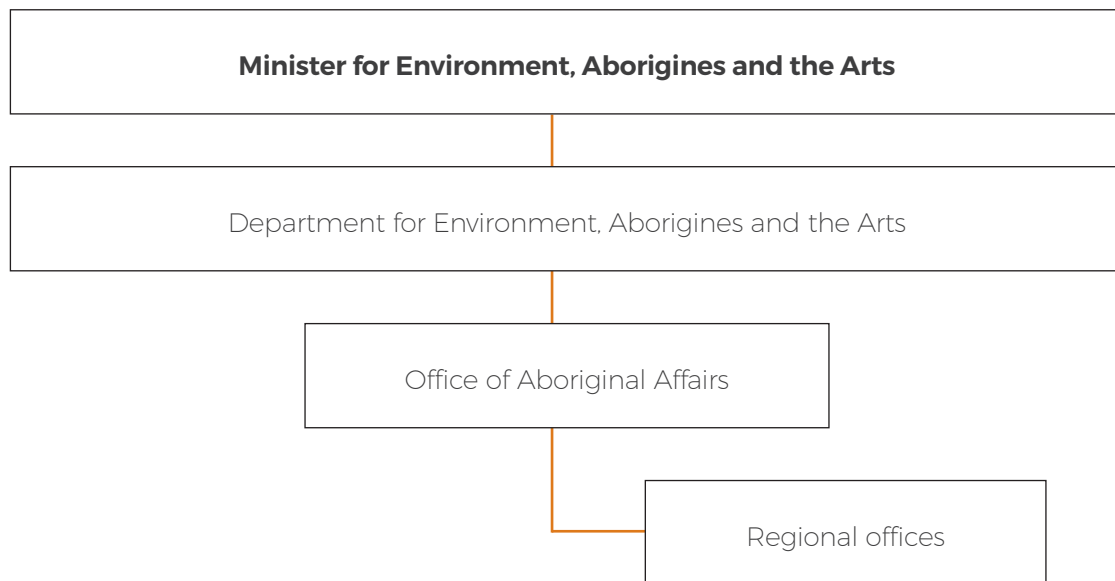 Minister for Environment, Aborigines and the Arts
Department for Environment, Aborigines and the Arts
Office of Aboriginal Affairs
Regional offices